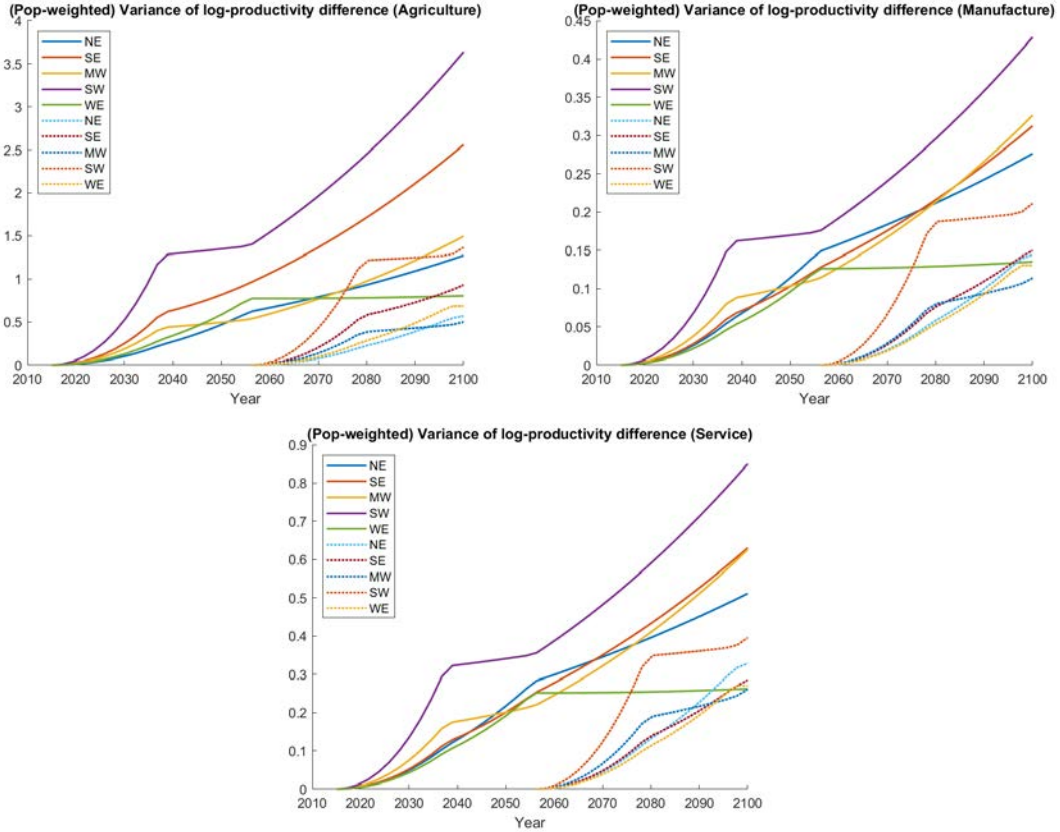 (Pop-weighted) Variance of log-productivity difference (Agriculture)
4
3.5
3
2.5
2
1.5
1
0.5
0
NE
SE
MW
SW
WE
NE
SE
MW
SW
WE
2010 2020 2030 2040 2050 2060 2070 2080 2090 2100
Year
(Pop-weighted) Variance of log-productivity difference (Manufacture)
0.45
0.4
0.35
0.3
0.25
0.2
0.15
0.1
0.05
0
NE
SE
MW
SW
WE
NE
SE
MW
SW
WE
2010 2020 2030 2040 2050 2060 2070 2080 2090 2100
Year
(Pop-weighted) Variance of log-productivity difference (Service)
0.9
0.8
0.7
0.6
0.5
0.4
0.3
0.2
0.1
0
NE
SE
MW
SW
WE
NE
SE
MW
SW
WE
2010 2020 2030 2040 2050 2060 2070 2080 2090 2100
Year